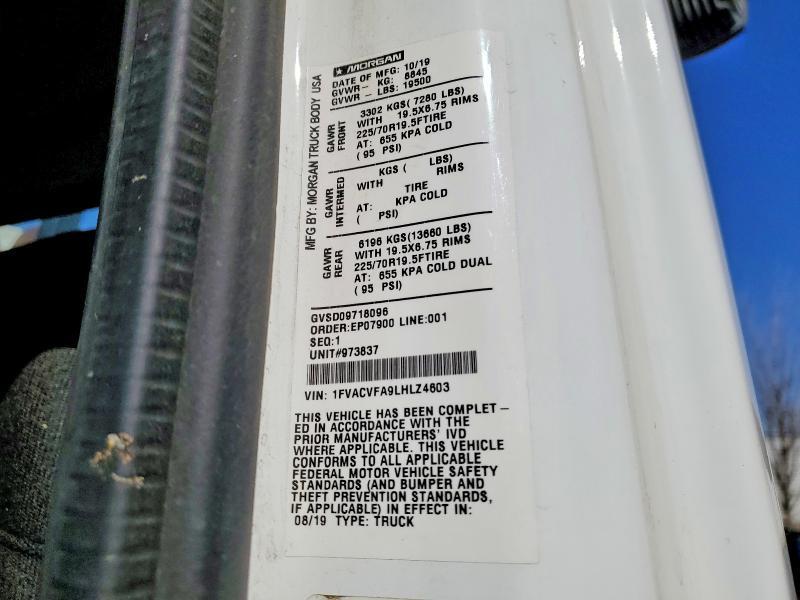 MORGAN
DATE OF MFG: 10/19
GVWR - KG: 8845
GVWR - LBS: 19500
MFG BY: MORGAN TRUCK BODY USA
GAWR FRONT
3302 KGS( 7280 LBS)
WITH 19.5X6.75 RIMS
225/70R19.5FTIRE
AT: 655 KPA COLD
( 95 PSI)
GAWR INTERMED
KGS ( LBS)
WITH RIMS
TIRE
AT: KPA COLD
( PSI)
GAWR REAR
6196 KGS(13660 LBS)
WITH 19.5X6.75 RIMS
225/70R19.5FTIRE
AT: 655 KPA COLD DUAL
( 95 PSI)
GVSD09718096
ORDER:EP07900 LINE:001
SEQ:1
UNIT#973837
VIN: 1FVACVFA9LHLZ4603
THIS VEHICLE HAS BEEN COMPLET –
ED IN ACCORDANCE WITH THE
PRIOR MANUFACTURERS' IVD
WHERE APPLICABLE. THIS VEHICLE
CONFORMS TO ALL APPLICABLE
FEDERAL MOTOR VEHICLE SAFETY
STANDARDS (AND BUMPER AND
THEFT PREVENTION STANDARDS,
IF APPLICABLE) IN EFFECT IN:
08/19 TYPE: TRUCK